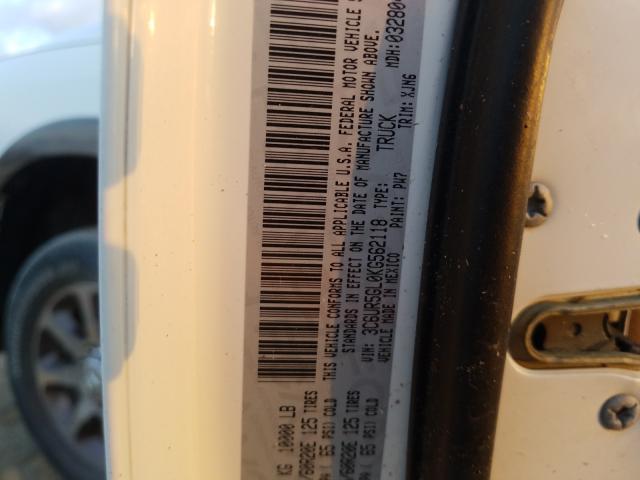 KG 10000 LB
/60R20E 125 TIRES
( 65 PSI) COLD
/60R20E 125 TIRES
( 65 PSI) COLD
THIS VEHICLE CONFORMS TO ALL APPLICABLE U.S.A. FEDERAL MOTOR VEHICLE S
STANDARDS IN EFFECT ON THE DATE OF MANUFACTURE SHOWN ABOVE.
VIN: 3C6UR5GL0KG562118 TYPE: TRUCK MDH:03280
VEHICLE MADE IN MEXICO PAINT: PW7 TRIM: XJN6